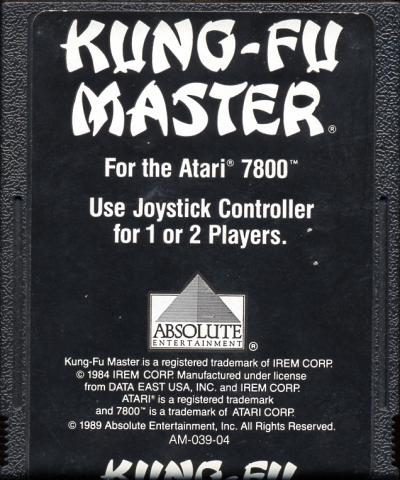 KUNG-FU
MASTER®
For the Atari® 7800™
Use Joystick Controller
for 1 or 2 Players.
ABSOLUTE
ENTERTAINMENT®
Kung-Fu Master is a registered trademark of IREM CORP.
© 1984 IREM CORP. Manufactured under license
from DATA EAST USA, INC. and IREM CORP.
ATARI® is a registered trademark
and 7800™ is a trademark of ATARI CORP.
© 1989 Absolute Entertainment, Inc. All Rights Reserved.
AM-039-04
KUNG-FU